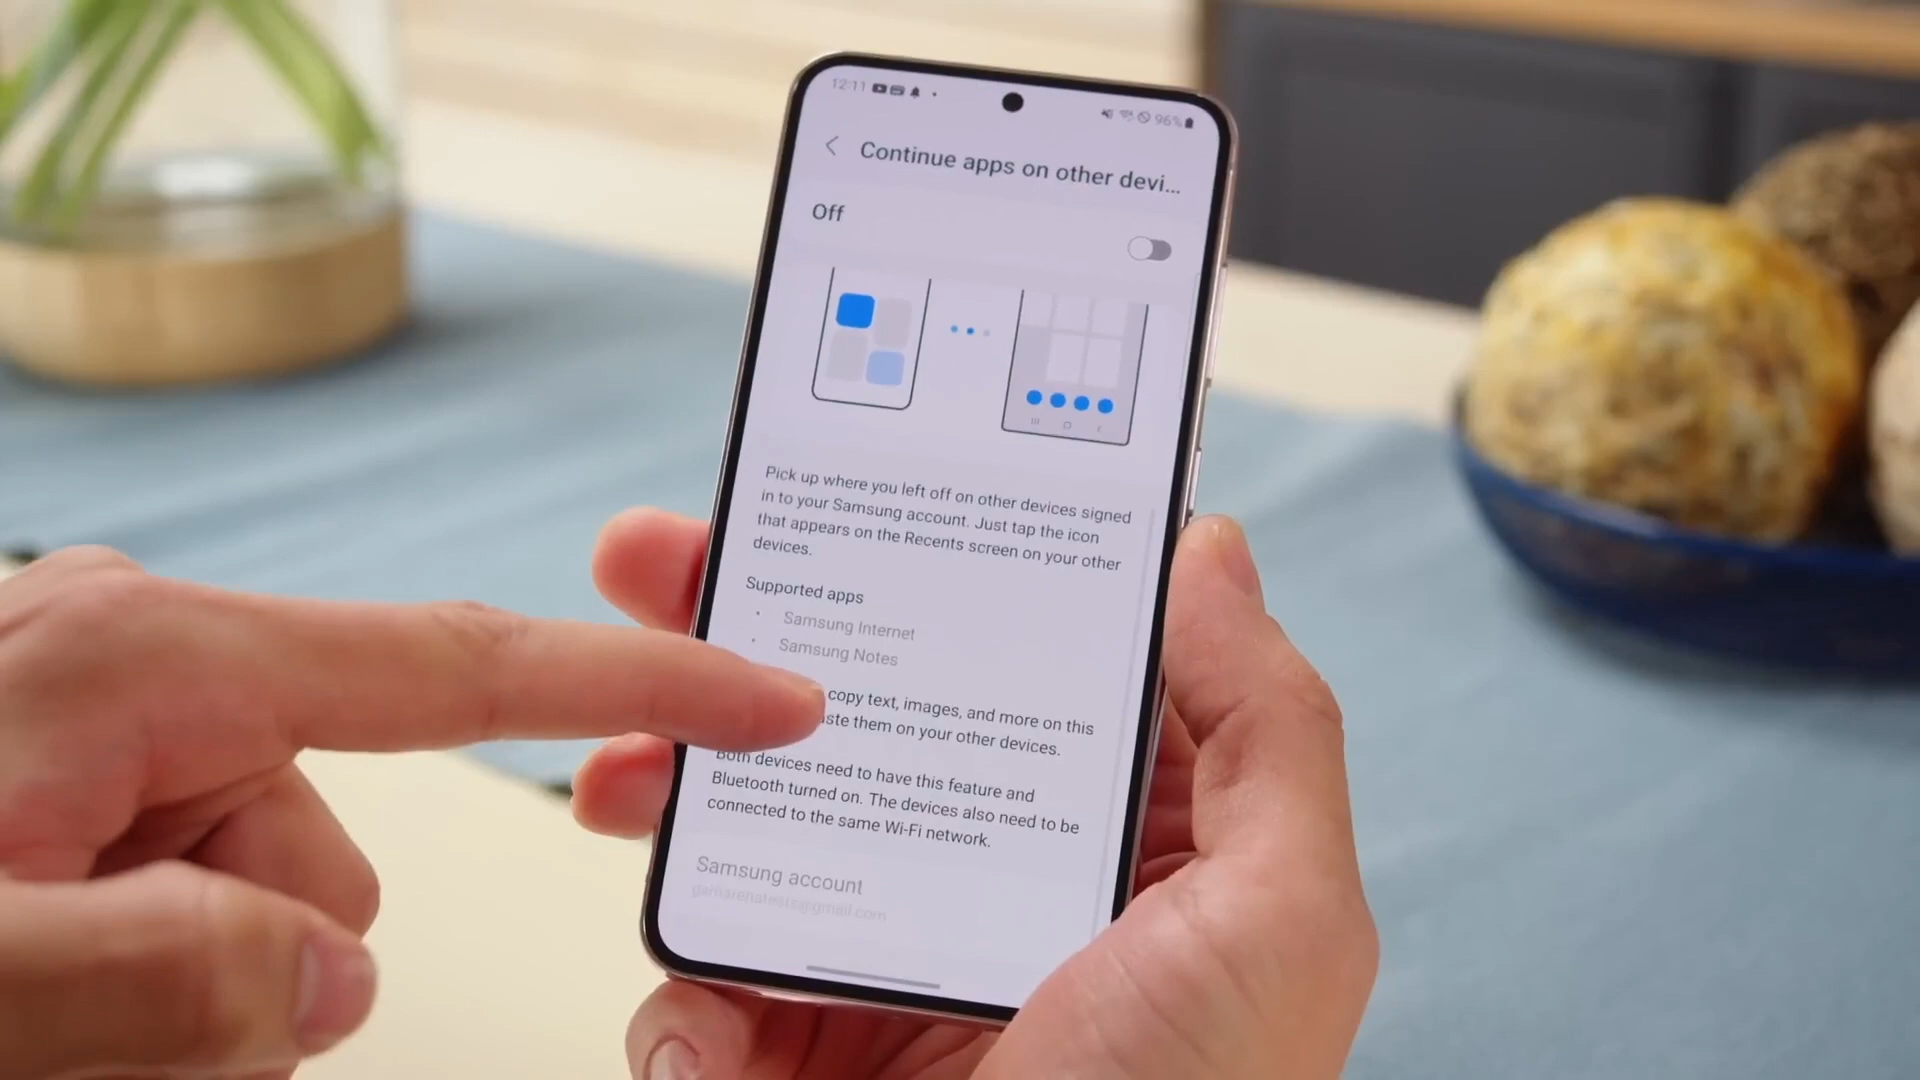 12:11
96%
Continue apps on other devi...
Off
Pick up where you left off on other devices signed
in to your Samsung account. Just tap the icon
that appears on the Recents screen on your other
devices.
Supported apps
• Samsung Internet
• Samsung Notes
copy text, images, and more on this
them on your other devices.
Both devices need to have this feature and
Bluetooth turned on. The devices also need to be
connected to the same Wi-Fi network.
Samsung account